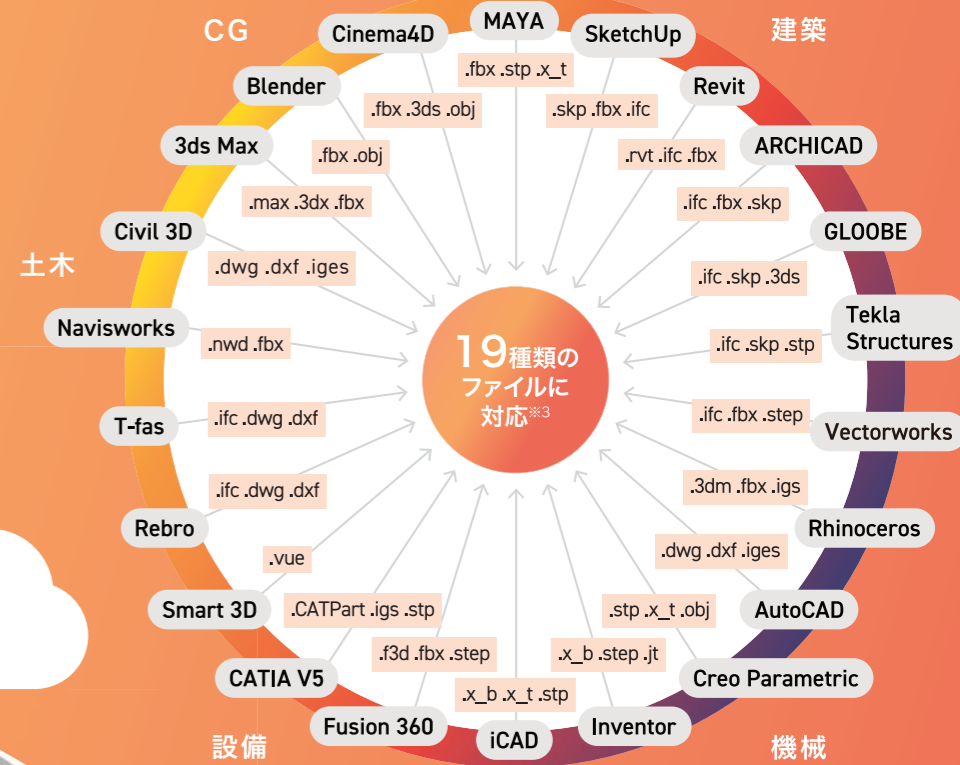 CG
建築
土木
設備
機械
MAYA
.fbx .stp .x_t
SketchUp
.skp .fbx .ifc
Revit
.rvt .ifc .fbx
ARCHICAD
.ifc .fbx .skp
GLOOBE
.ifc .skp .3ds
Tekla
Structures
.ifc .skp .stp
Vectorworks
.ifc .fbx .step
Rhinoceros
.3dm .fbx .igs
AutoCAD
.dwg .dxf .iges
Creo Parametric
.stp .x_t .obj
Inventor
.x_b .step .jt
iCAD
.x_b .x_t .stp
Fusion 360
.f3d .fbx .step
CATIA V5
.CATPart .igs .stp
Smart 3D
.vue
Rebro
.ifc .dwg .dxf
T-fas
.ifc .dwg .dxf
Navisworks
.nwd .fbx
Civil 3D
.dwg .dxf .iges
3ds Max
.max .3dx .fbx
Blender
.fbx .obj
Cinema4D
.fbx .3ds .obj
19種類の
ファイルに
対応※3